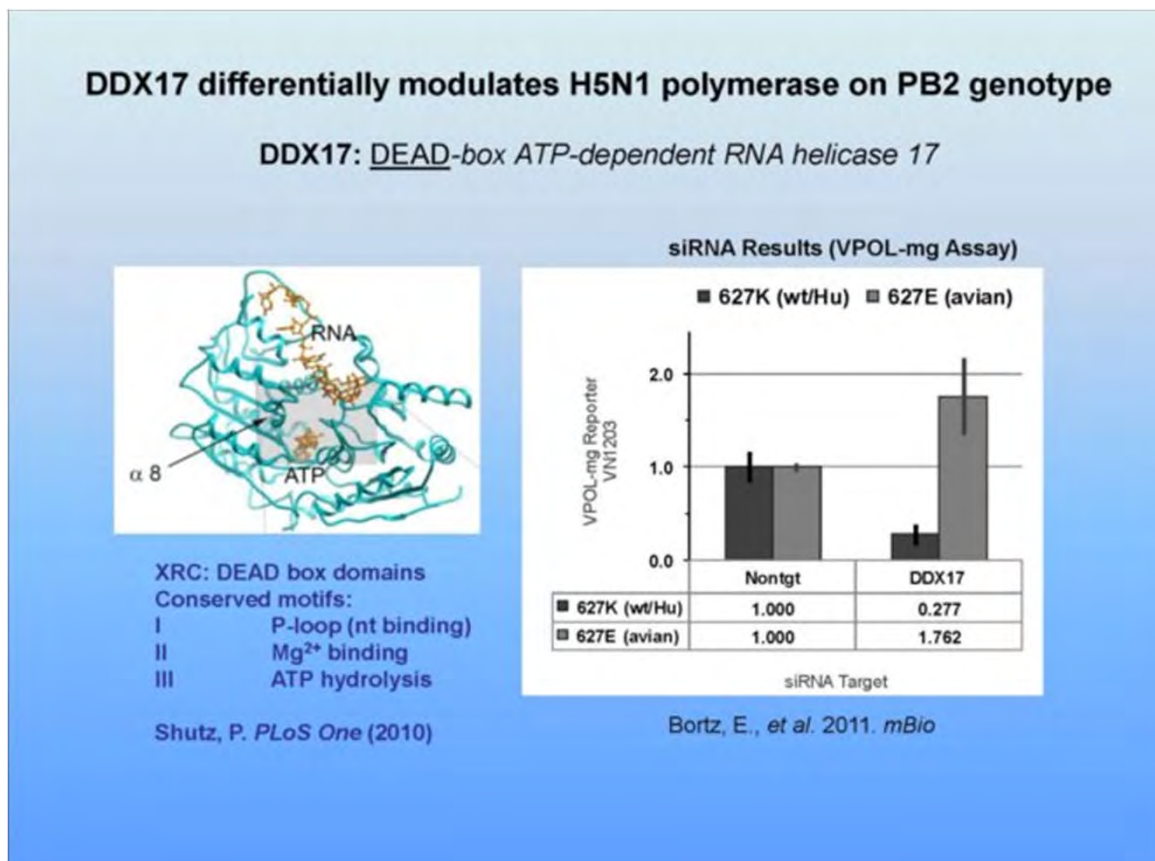 DDX17 differentially modulates H5N1 polymerase on PB2 genotype
DDX17: DEAD-box ATP-dependent RNA helicase 17
RNA
ATP
α 8
XRC: DEAD box domains
Conserved motifs:
I P-loop (nt binding)
II Mg²⁺ binding
III ATP hydrolysis
Shutz, P. PLoS One (2010)
siRNA Results (VPOL-mg Assay)
627K (wt/Hu) 627E (avian)
VPOL-mg Reporter
VN1203
2.0
1.0
0.0
Nontgt DDX17
627K (wt/Hu) 1.000 0.277
627E (avian) 1.000 1.762
siRNA Target
Bortz, E., et al. 2011. mBio